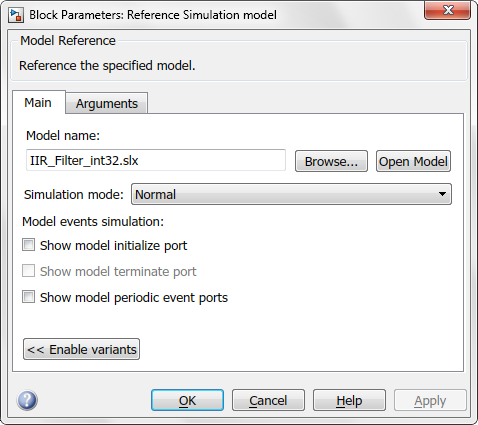 Block Parameters: Reference Simulation model
Model Reference
Reference the specified model.
Main Arguments
Model name:
IIR_Filter_int32.slx Browse... Open Model
Simulation mode: Normal
Model events simulation:
Show model initialize port
Show model terminate port
Show model periodic event ports
<< Enable variants
? OK Cancel Help Apply